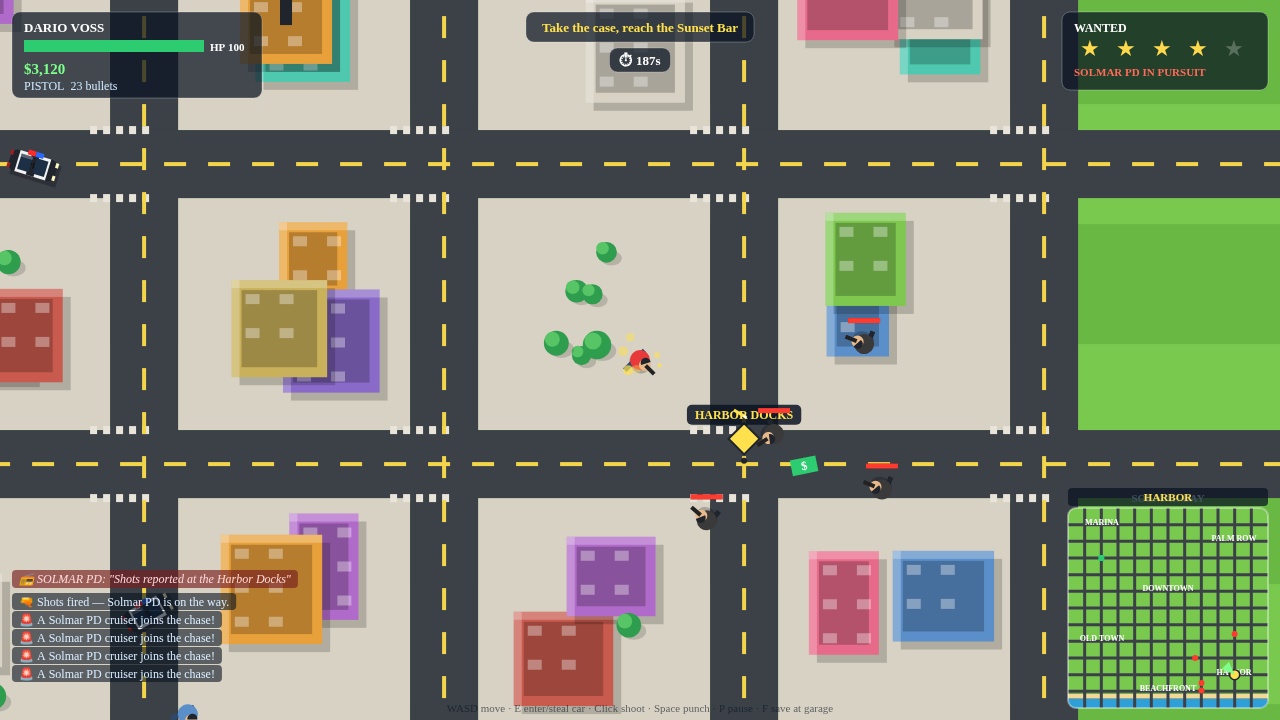 DARIO VOSS
HP 100
$3,120
PISTOL 23 bullets
Take the case, reach the Sunset Bar
⏱ 187s
WANTED
★ ★ ★ ★ ★
SOLMAR PD IN PURSUIT
HARBOR DOCKS
$
📻 SOLMAR PD: "Shots reported at the Harbor Docks"
🔫 Shots fired — Solmar PD is on the way.
🚨 A Solmar PD cruiser joins the chase!
🚨 A Solmar PD cruiser joins the chase!
🚨 A Solmar PD cruiser joins the chase!
🚨 A Solmar PD cruiser joins the chase!
HARBOR
MARINA
PALM ROW
DOWNTOWN
OLD TOWN
BEACHFRONT
WASD move · E enter/steal car · Click shoot · Space punch · P pause · F save at garage